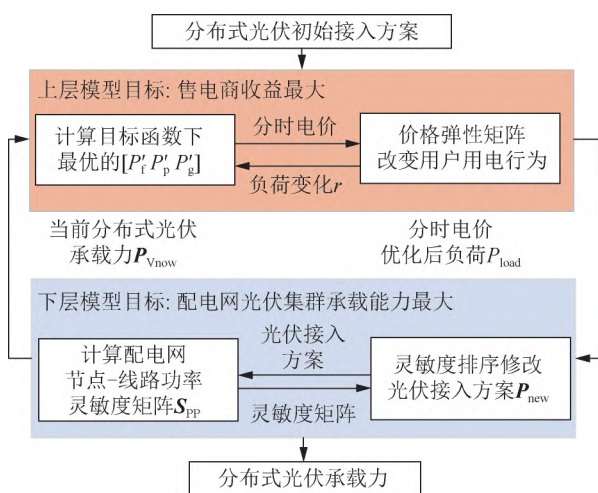 分布式光伏初始接入方案
上层模型目标: 售电商收益最大
计算目标函数下
最优的[P′f P′p P′g]
分时电价
负荷变化r
价格弹性矩阵
改变用户用电行为
当前分布式光伏
承载力PVnow
分时电价
优化后负荷Pload
下层模型目标: 配电网光伏集群承载能力最大
计算配电网
节点-线路功率
灵敏度矩阵SPP
光伏接入
方案
灵敏度矩阵
灵敏度排序修改
光伏接入方案Pnew
分布式光伏承载力